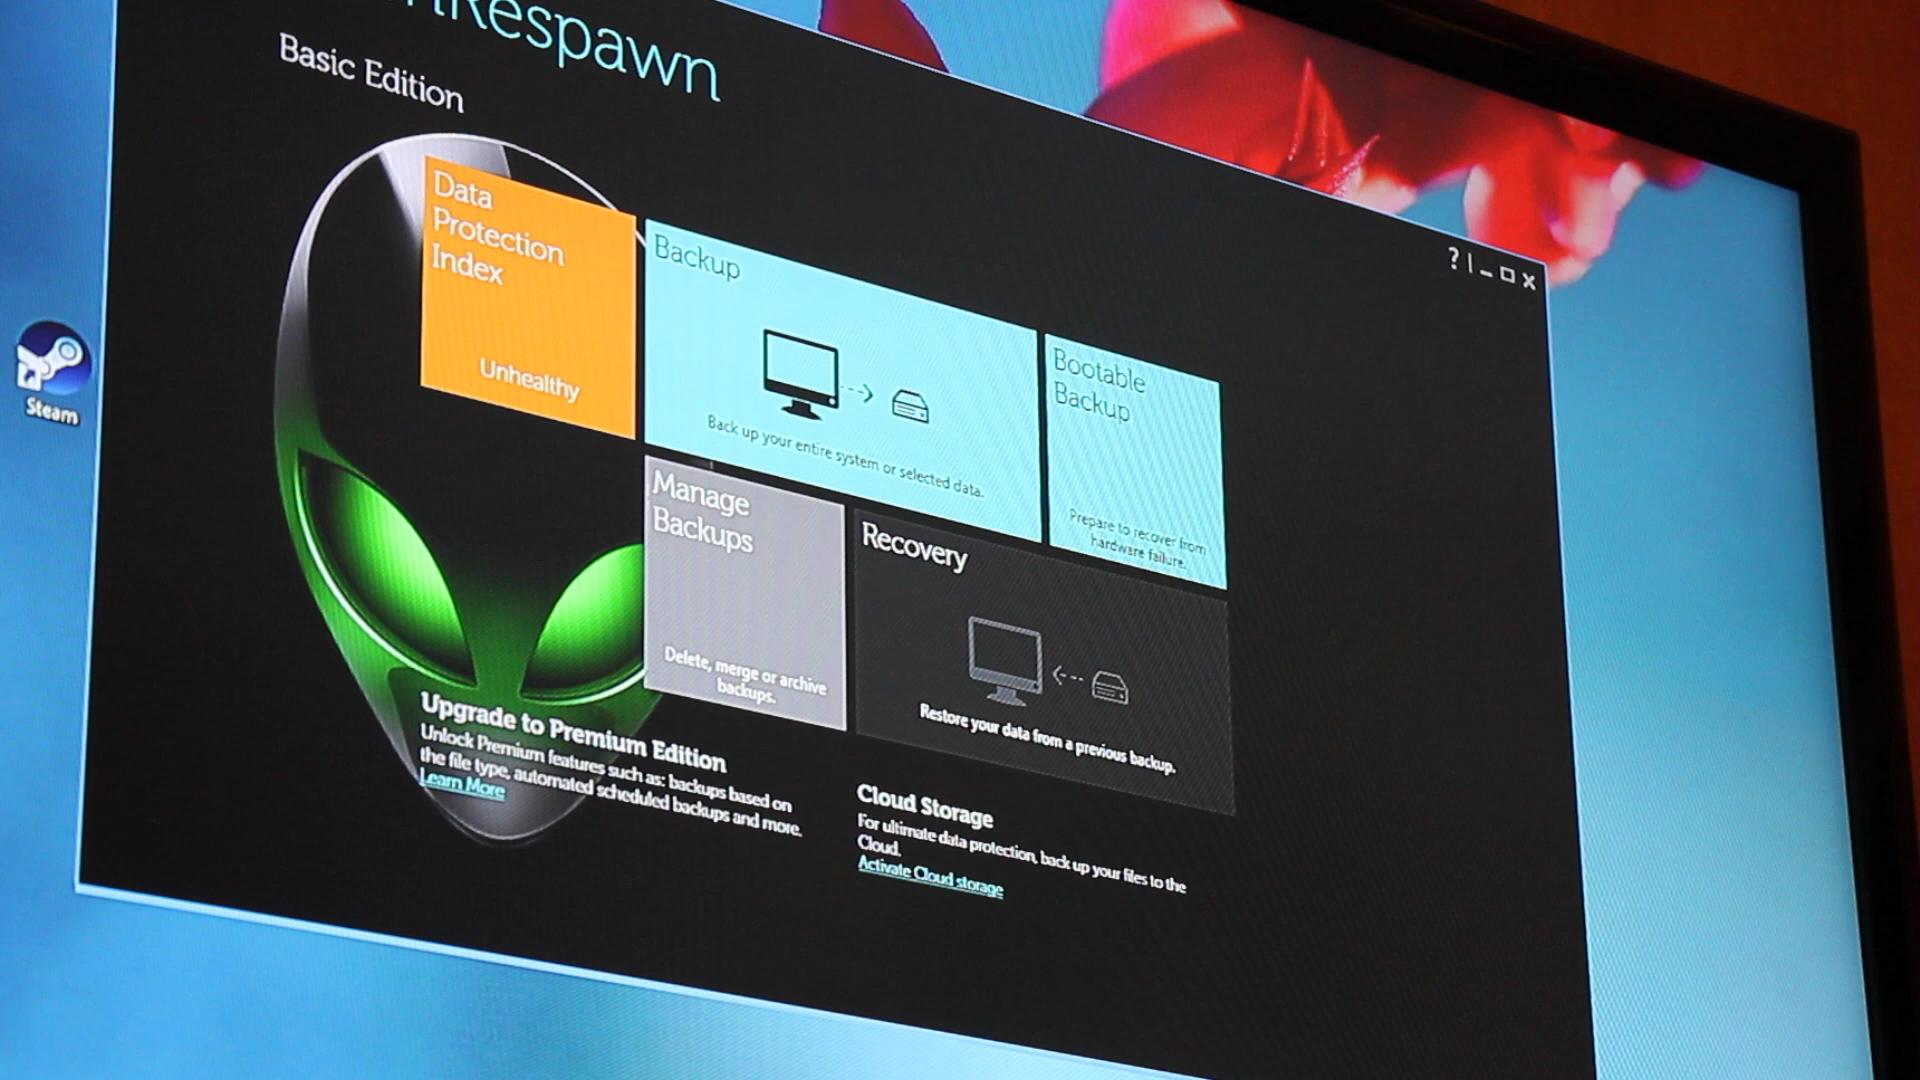 Respawn
Basic Edition
Data
Protection
Index
Unhealthy
Backup
Back up your entire system or selected data.
Bootable
Backup
Prepare to recover from
hardware failure.
? | _ □ x
Steam
Manage
Backups
Delete, merge or archive
backups.
Recovery
Restore your data from a previous backup.
Upgrade to Premium Edition
Unlock Premium features such as: backups based on
the file type, automated scheduled backups and more.
Learn More
Cloud Storage
For ultimate data protection, back up your files to the
Cloud.
Activate Cloud storage